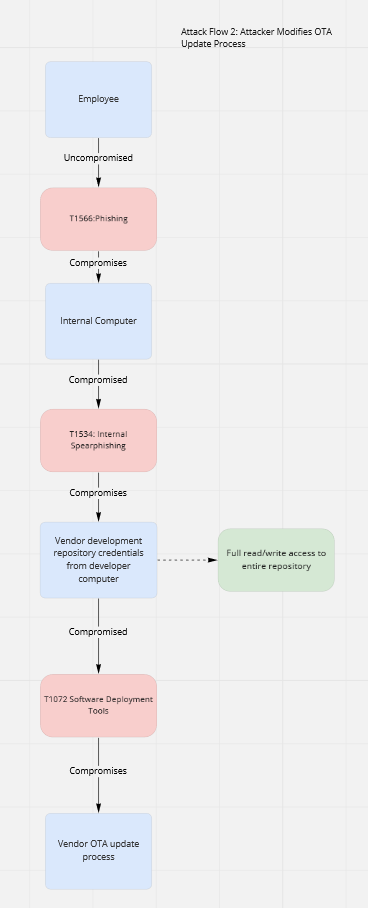 Attack Flow 2: Attacker Modifies OTA
Update Process
Employee
Uncompromised
T1566:Phishing
Compromises
Internal Computer
Compromised
T1534: Internal
Spearphishing
Compromises
Vendor development
repository credentials
from developer
computer
Full read/write access to
entire repository
Compromised
T1072 Software Deployment
Tools
Compromises
Vendor OTA update
process